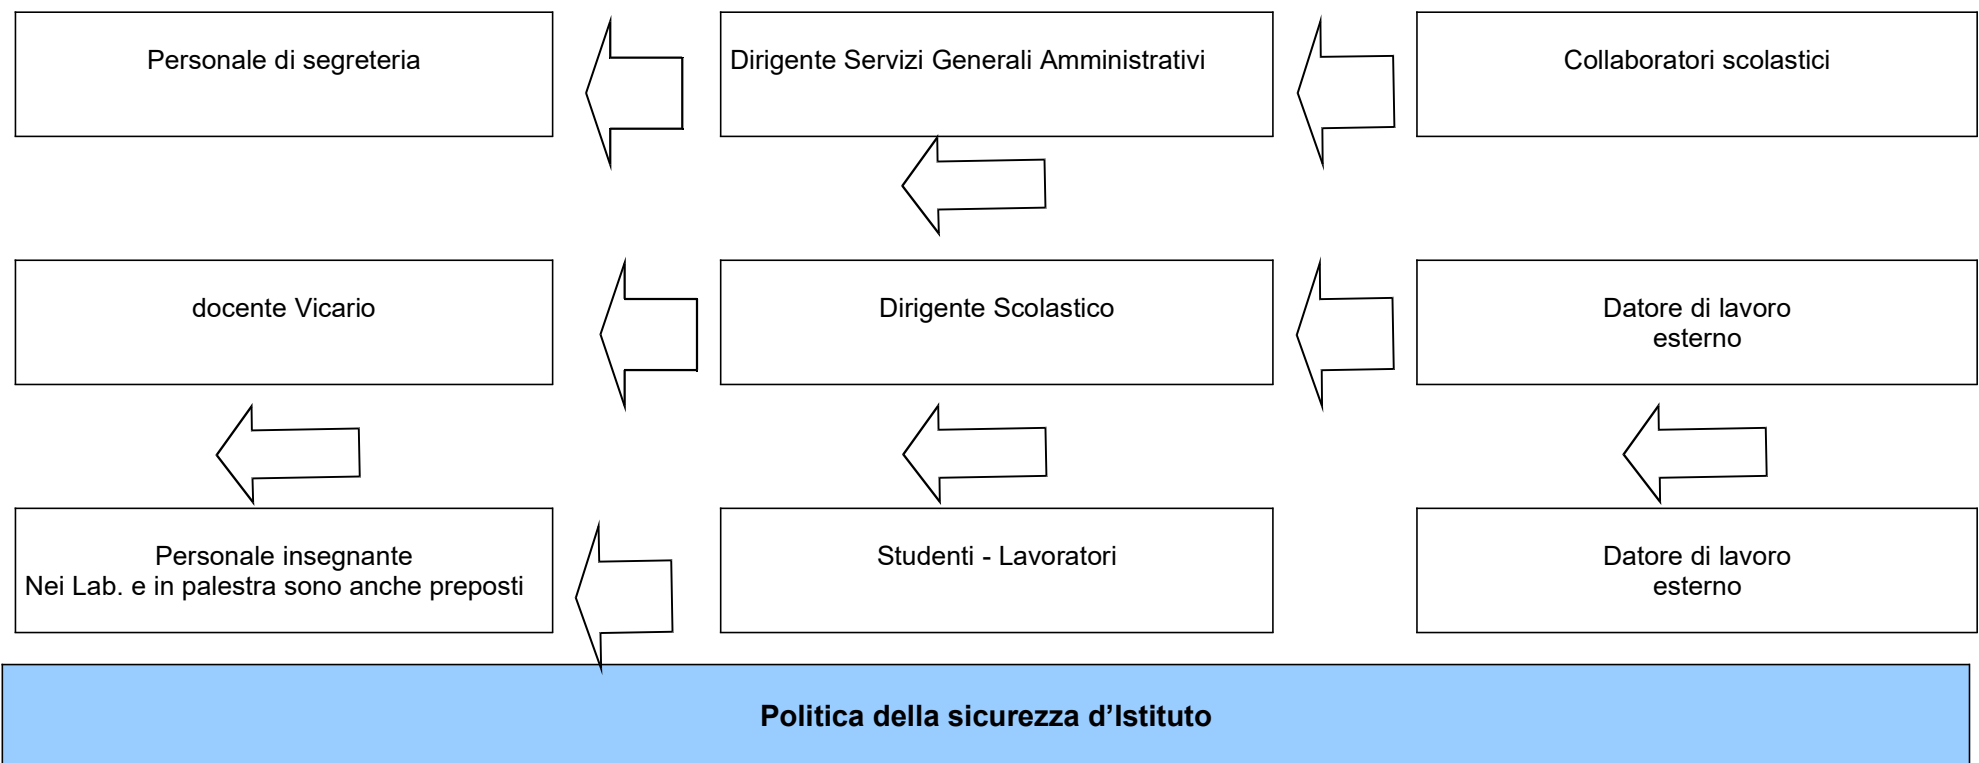 Personale di segreteria
Dirigente Servizi Generali Amministrativi
Collaboratori scolastici
docente Vicario
Dirigente Scolastico
Datore di lavoro
esterno
Personale insegnante
Nei Lab. e in palestra sono anche preposti
Studenti - Lavoratori
Datore di lavoro
esterno
Politica della sicurezza d’Istituto